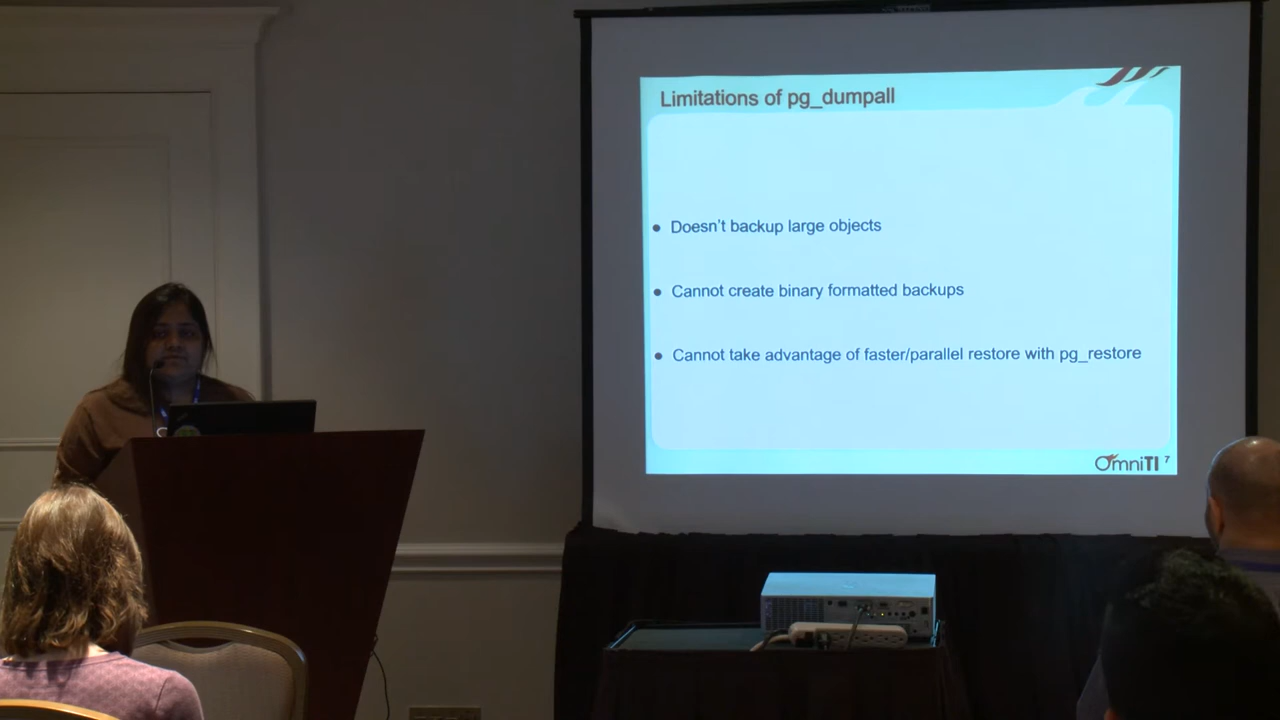 Limitations of pg_dumpall
• Doesn't backup large objects
• Cannot create binary formatted backups
• Cannot take advantage of faster/parallel restore with pg_restore
OmniTI 7